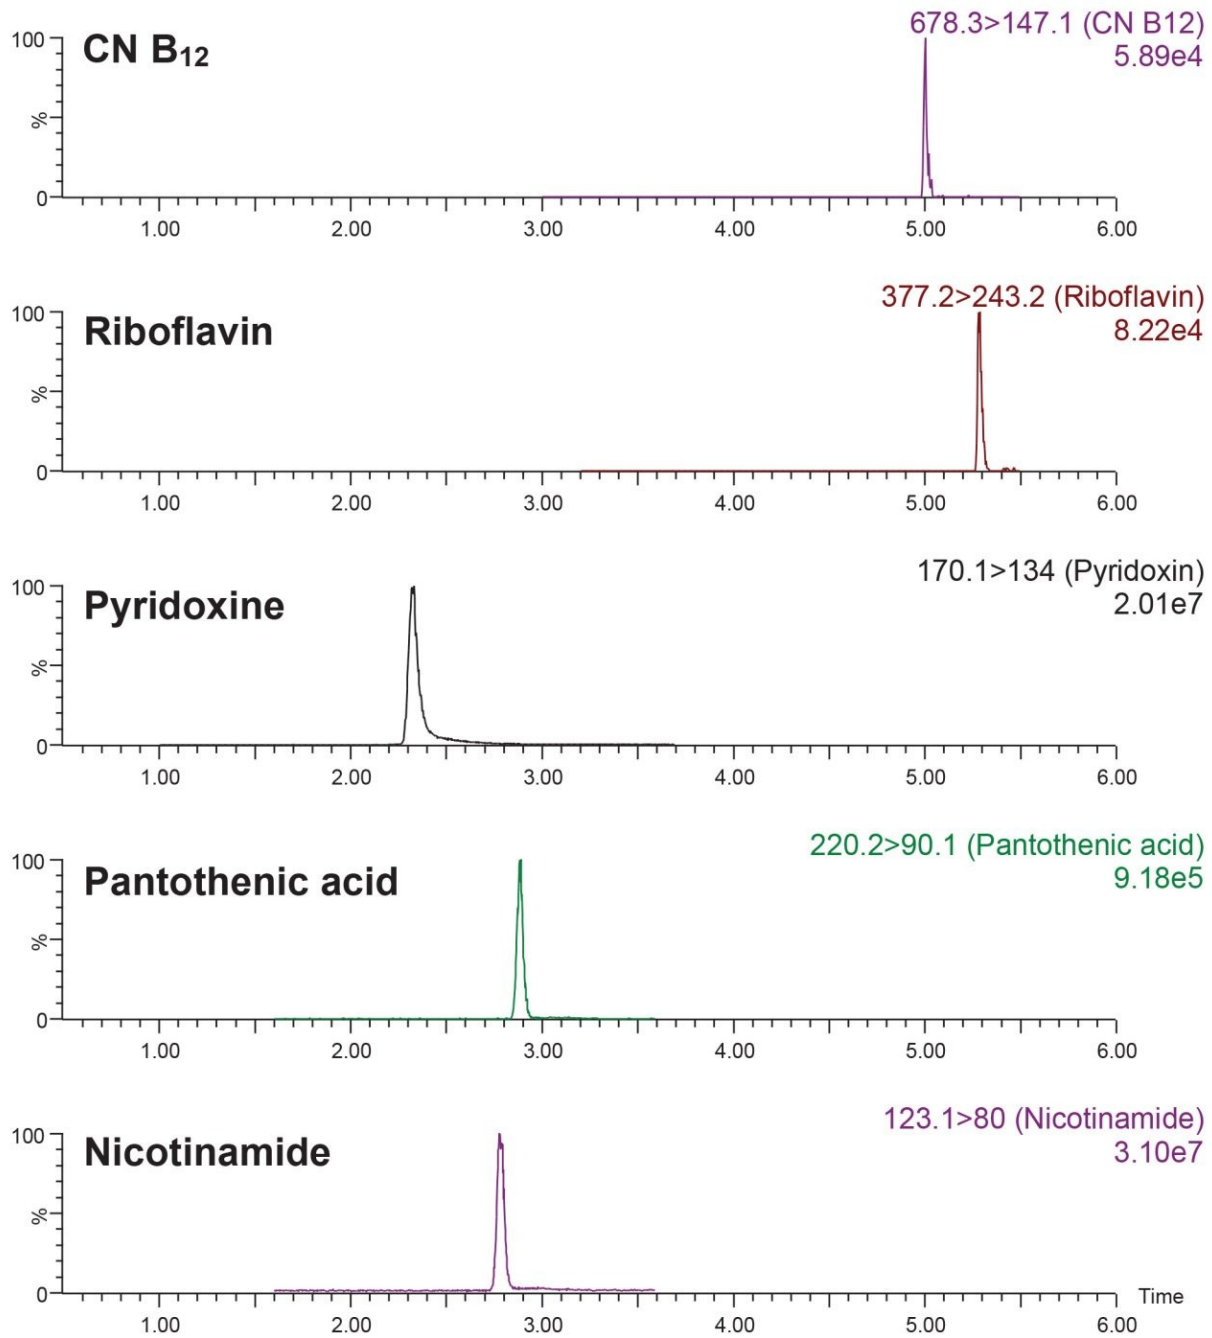 678.3>147.1 (CN B12)
5.89e4
CN B₁₂
100
%
0
1.00 2.00 3.00 4.00 5.00 6.00
377.2>243.2 (Riboflavin)
8.22e4
Riboflavin
100
%
0
1.00 2.00 3.00 4.00 5.00 6.00
170.1>134 (Pyridoxin)
2.01e7
Pyridoxine
100
%
0
1.00 2.00 3.00 4.00 5.00 6.00
220.2>90.1 (Pantothenic acid)
9.18e5
Pantothenic acid
100
%
0
1.00 2.00 3.00 4.00 5.00 6.00
123.1>80 (Nicotinamide)
3.10e7
Nicotinamide
100
%
0
Time
1.00 2.00 3.00 4.00 5.00 6.00